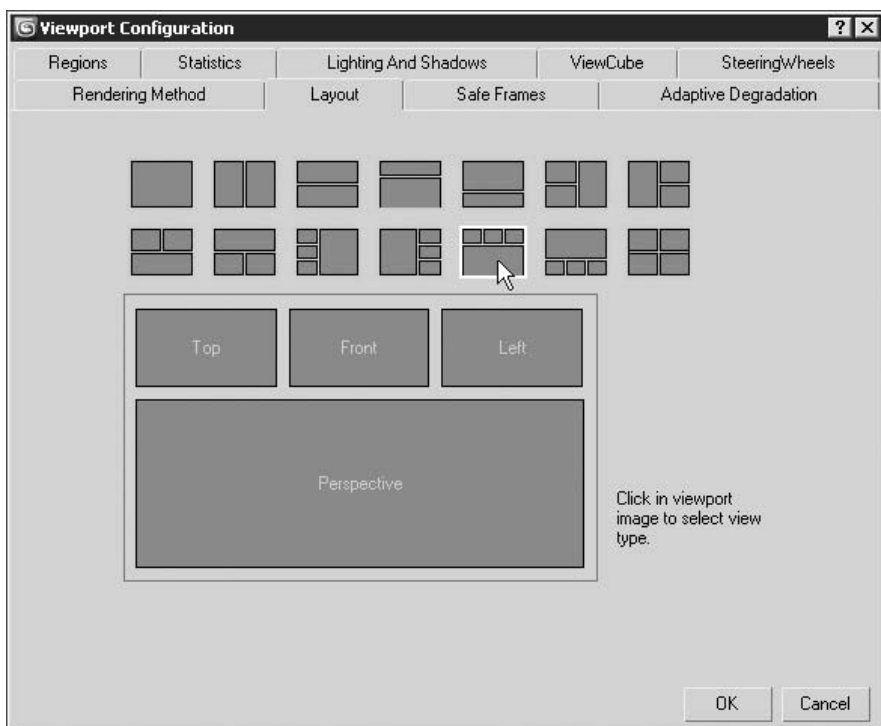 Viewport Configuration
Regions
Statistics
Lighting And Shadows
ViewCube
SteeringWheels
Rendering Method
Layout
Safe Frames
Adaptive Degradation
Top
Front
Left
Perspective
Click in viewport
image to select view
type.
OK
Cancel